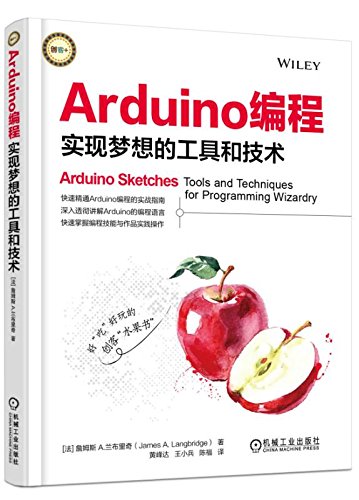 创客+
WILEY
Arduino编程
实现梦想的工具和技术
Arduino Sketches Tools and Techniques
for Programming Wizardry
快速精通Arduino编程的实战指南
深入透彻讲解Arduino的编程语言
快速掌握编程技能与作品实践操作
好“吃”好玩的
创客“水果书”
[法] 詹姆斯 A.兰布里奇 (James A. Langbridge) 著
黄峰达 王小兵 陈福 译
机械工业出版社
CHINA MACHINE PRESS
Arduino编程
实现梦想的工具和技术
[法] 詹姆斯 A.兰布里奇 著
机械工业出版社
CHINA MACHINE PRESS